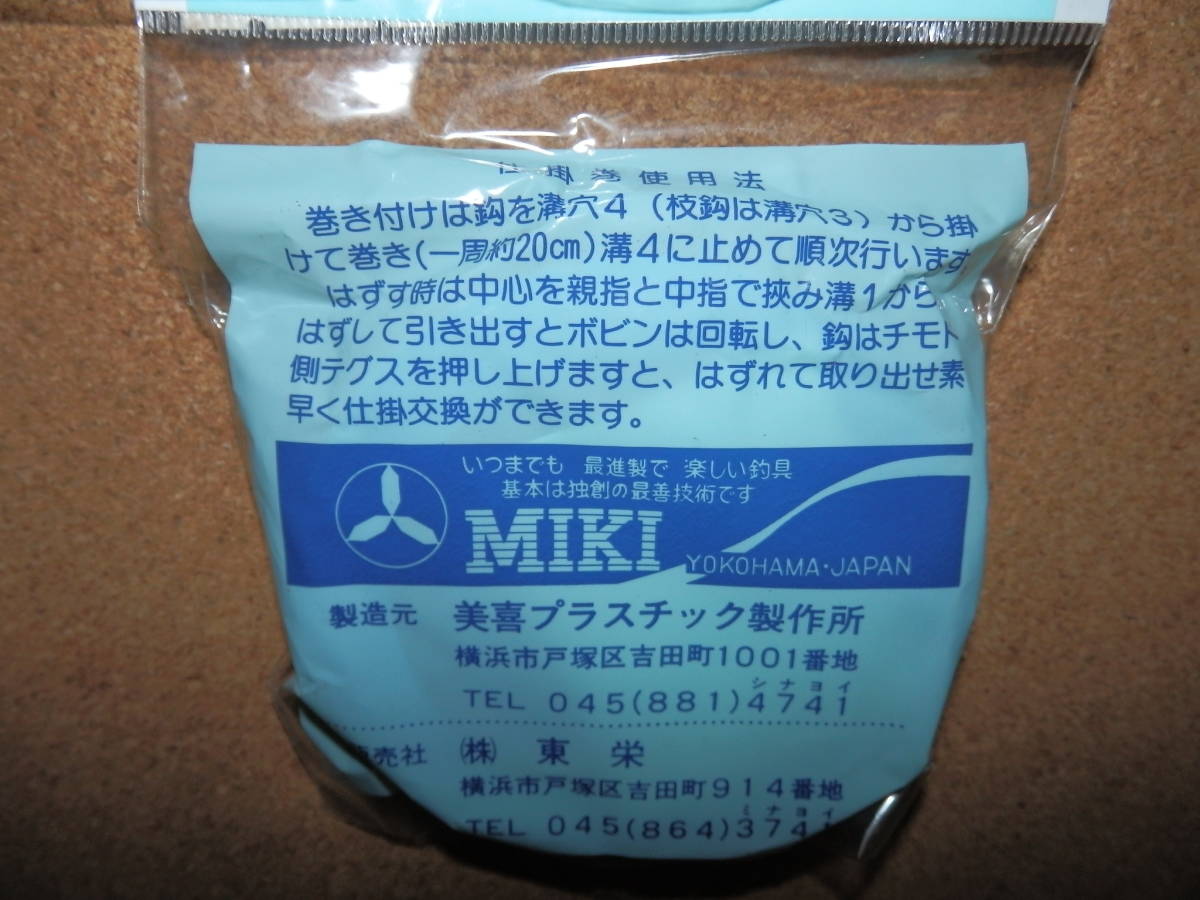 仕掛巻使用法
巻き付けは鈎を溝穴4（枝鈎は溝穴3）から掛
けて巻き(一周約20cm)溝4に止めて順次行います
はずす時は中心を親指と中指で挾み溝1から
はずして引き出すとボビンは回転し、鈎はチモト
側テグスを押し上げますと、はずれて取り出せ素
早く仕掛交換ができます。
いつまでも 最進製で 楽しい釣具
基本は独創の最善技術です
MIKI YOKOHAMA・JAPAN
製造元 美喜プラスチック製作所
横浜市戸塚区吉田町1001番地
シナヨイ
TEL 045(881)4741
販売社 ㈱ 東栄
横浜市戸塚区吉田町914番地
ミナヨイ
TEL 045(864)3741